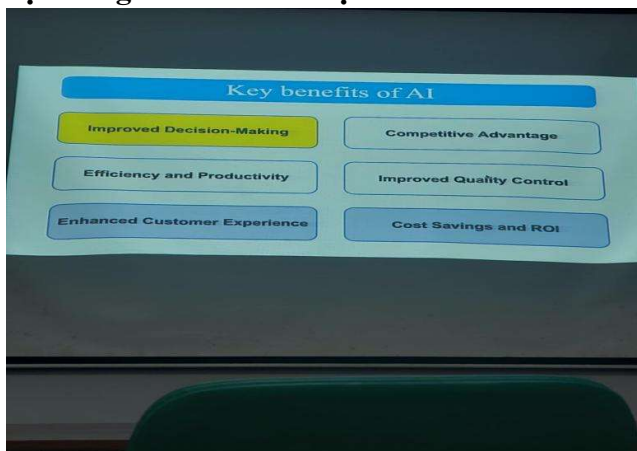 Key benefits of AI
Improved Decision-Making
Competitive Advantage
Efficiency and Productivity
Improved Quality Control
Enhanced Customer Experience
Cost Savings and ROI